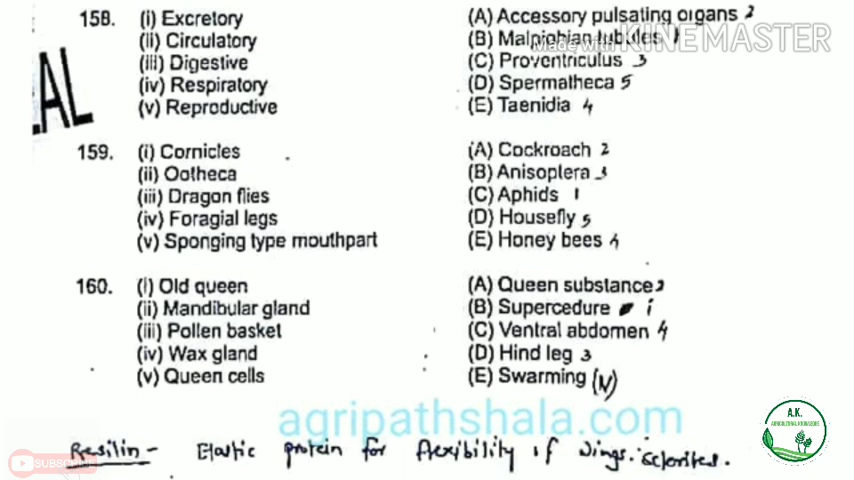 158. (i) Excretory (A) Accessory pulsating organs 2
(ii) Circulatory (B) Malpighian tubules 1
Made with KINEMASTER
(iii) Digestive (C) Proventriculus 3
(iv) Respiratory (D) Spermatheca 5
(v) Reproductive (E) Taenidia 4
AL
159. (i) Cornicles (A) Cockroach 2
(ii) Ootheca (B) Anisoptera 3
(iii) Dragon flies (C) Aphids 1
(iv) Foragial legs (D) Housefly 5
(v) Sponging type mouthpart (E) Honey bees 4
160. (i) Old queen (A) Queen substance 2
(ii) Mandibular gland (B) Supercedure i
(iii) Pollen basket (C) Ventral abdomen 4
(iv) Wax gland (D) Hind leg 3
(v) Queen cells (E) Swarming (V)
agripathshala.com
A.K.
AGRICULTURAL KNOWLEDGE
Resilin - Elastic protein for flexibility of wings. sclerites.
SUBSCRIBE